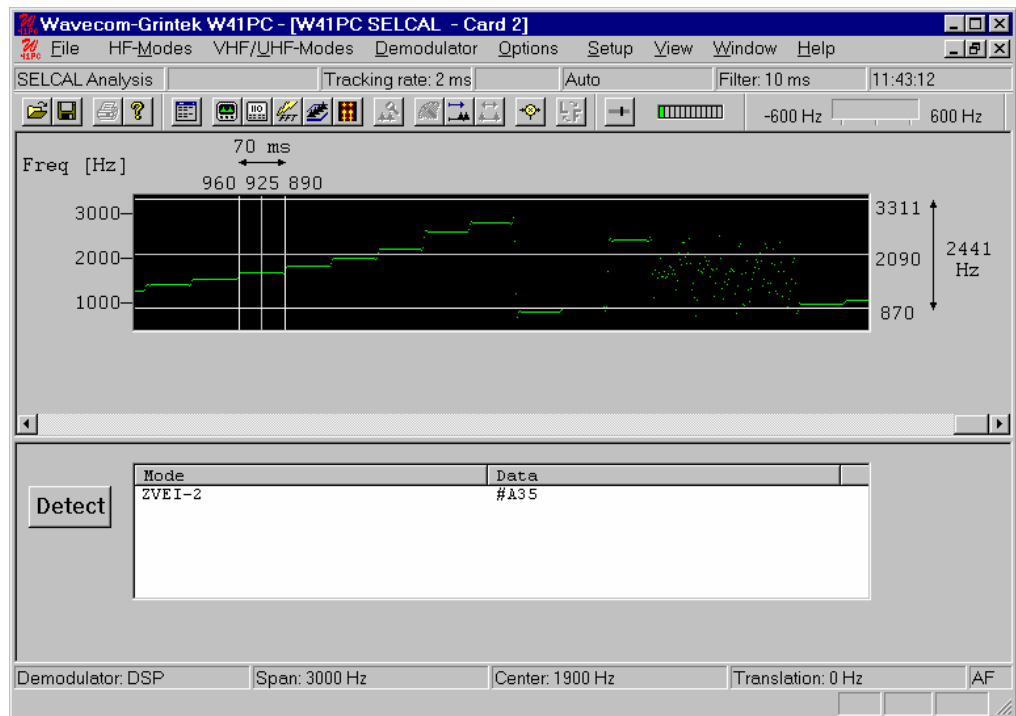 Wavecom-Grintek W41PC - [W41PC SELCAL - Card 2]
File HF-Modes VHF/UHF-Modes Demodulator Options Setup View Window Help
SELCAL Analysis Tracking rate: 2 ms Auto Filter: 10 ms 11:43:12
-600 Hz 600 Hz
70 ms
Freq [Hz]
960 925 890
3000 3311
2000 2090 2441 Hz
1000 870
Mode Data
Detect ZVEI-2 #A35
Demodulator: DSP Span: 3000 Hz Center: 1900 Hz Translation: 0 Hz AF